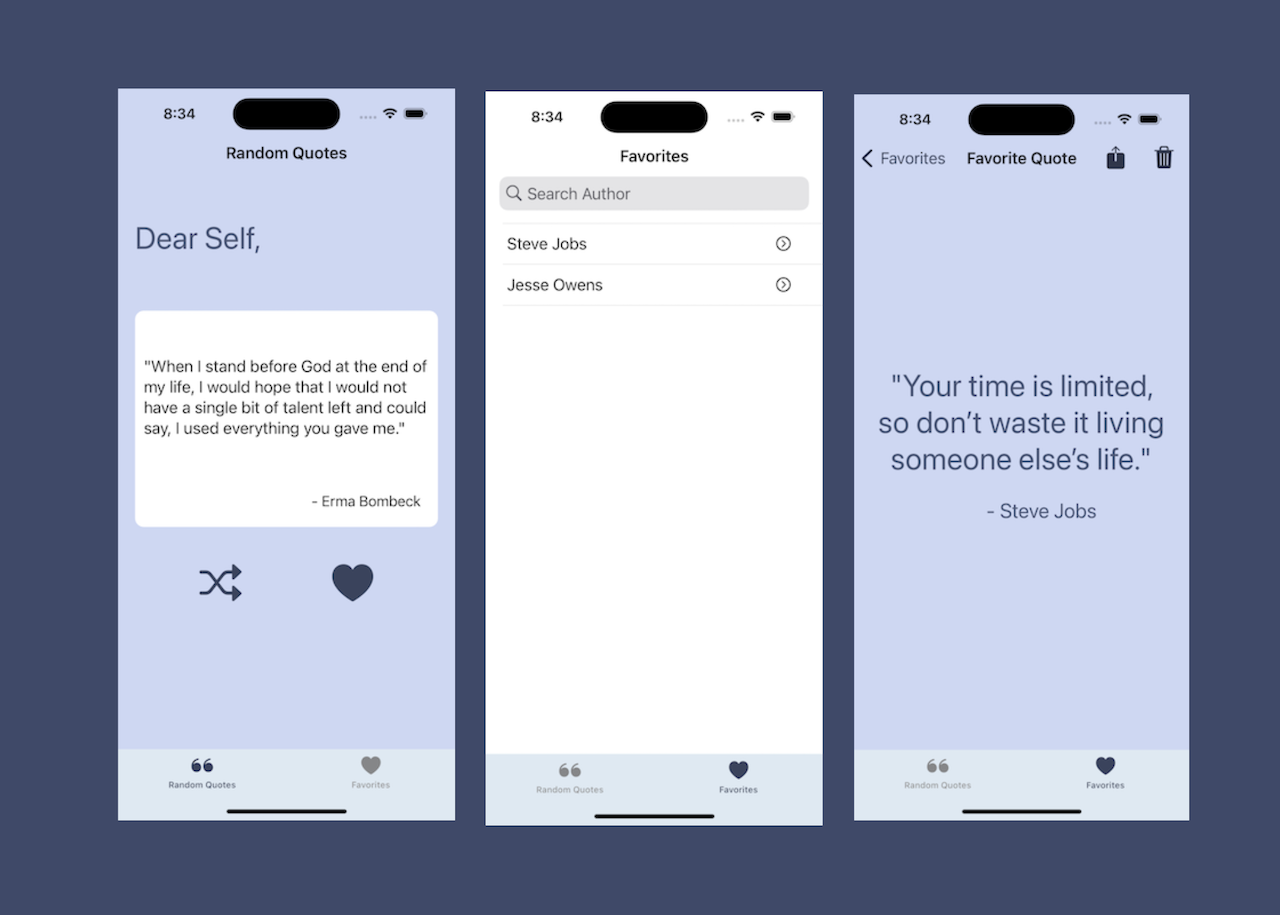 8:34
Random Quotes
Dear Self,
"When I stand before God at the end of
my life, I would hope that I would not
have a single bit of talent left and could
say, I used everything you gave me."
- Erma Bombeck
Random Quotes
Favorites
8:34
Favorites
Search Author
Steve Jobs
Jesse Owens
Random Quotes
Favorites
8:34
Favorites
Favorite Quote
"Your time is limited,
so don’t waste it living
someone else’s life."
- Steve Jobs
Random Quotes
Favorites